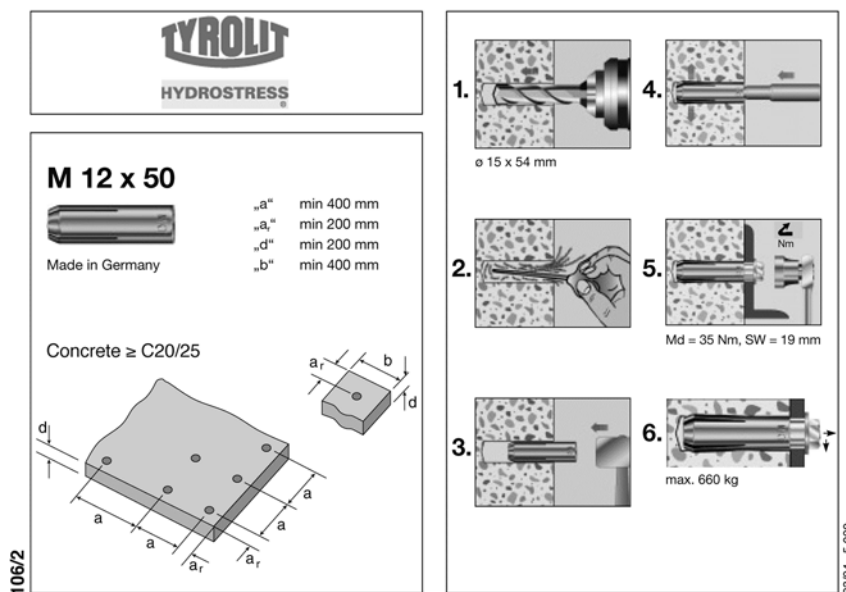 TYROLIT
HYDROSTRESS
®
M 12 x 50
„a“ min 400 mm
„aᵣ“ min 200 mm
„d“ min 200 mm
„b“ min 400 mm
Made in Germany
Concrete ≥ C20/25
aᵣ
b
d
d
a
a
a
a
aᵣ
aᵣ
106/2
1.
ø 15 x 54 mm
2.
3.
4.
5.
Nm
Md = 35 Nm, SW = 19 mm
6.
max. 660 kg